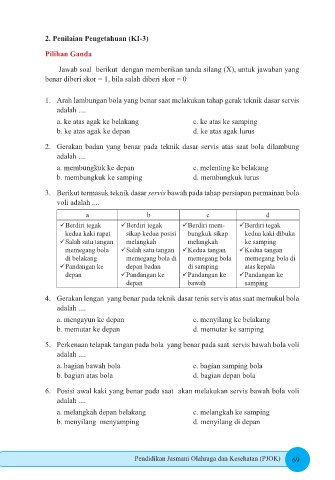 2. Penilaian Pengetahuan (KI-3)
Pilihan Ganda
Jawab soal berikut dengan memberikan tanda silang (X), untuk jawaban yang
benar diberi skor = 1, bila salah diberi skor = 0
1. Arah lambungan bola yang benar saat melakukan tahap gerak teknik dasar servis
adalah ....
a. ke atas agak ke belakang c. ke atas ke samping
b. ke atas agak ke depan d. ke atas agak lurus
2. Gerakan badan yang benar pada teknik dasar servis atas saat bola dilambung
adalah ....
a. membungkuk ke depan c. melenting ke belakang
b. membungkuk ke samping d. membungkuk lurus
3. Berikut termasuk teknik dasar servis bawah pada tahap persiapan permainan bola
voli adalah ....
a b c d
✓Berdiri tegak ✓Berdiri tegak ✓Berdiri mem- ✓Berdiri tegak
kedua kaki rapat sikap kedua posisi bungkuk sikap kedua kaki dibuka
✓Salah satu tangan melangkah melangkah ke samping
memegang bola ✓Salah satu tangan ✓Kedua tangan ✓Kedua tangan
di belakang memegang bola di memegang bola memegang bola di
✓Pandangan ke depan badan di samping atas kepala
depan ✓Pandangan ke ✓Pandangan ke ✓Pandangan ke
depan bawah samping
4. Gerakan lengan yang benar pada teknik dasar tenis servis atas saat memukul bola
adalah ....
a. mengayun ke depan c. menyilang ke belakang
b. memutar ke depan d. memutar ke samping
5. Perkenaan telapak tangan pada bola yang benar pada saat servis bawah bola voli
adalah ....
a. bagian bawah bola c. bagian samping bola
b. bagian atas bola d. bagian depan bola
6. Posisi awal kaki yang benar pada saat akan melakukan servis bawah bola voli
adalah ....
a. melangkah depan belakang c. melangkah ke samping
b. menyilang menyamping d. menyilang di depan
Pendidikan Jasmani Olahraga dan Kesehatan (PJOK) 69